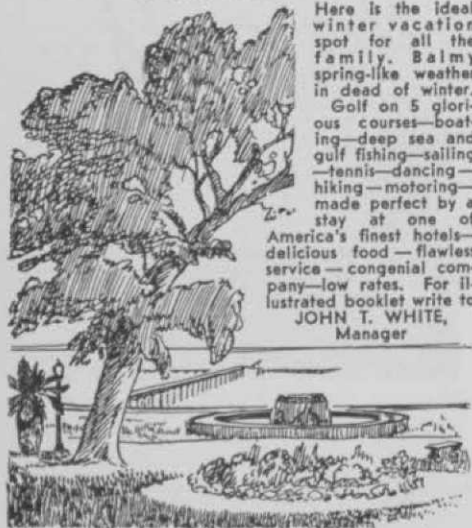 Here is the ideal
winter vacation
spot for all the
family. Balmy
spring-like weather
in dead of winter.
Golf on 5 glori-
ous courses—boat-
ing—deep sea and
gulf fishing—sailing
—tennis—dancing—
hiking—motoring—
made perfect by a
stay at one of
America's finest hotels—
delicious food—flawless
service—congenial com-
pany—low rates. For il-
lustrated booklet write to
JOHN T. WHITE,
Manager